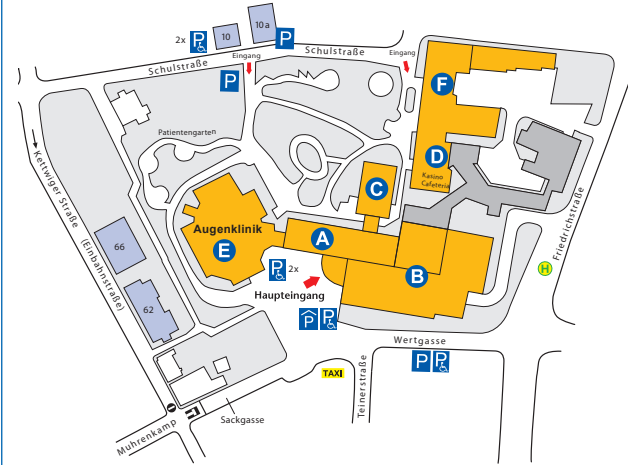 10 a
10
2x P
P
Schulstraße
Eingang
Schulstraße
Eingang
P
F
Patientengarten
D
Kasino
Cafeteria
C
Kettwiger Straße
(Einbahnstraße)
Augenklinik
E
A
66
B
Friedrichstraße
H
P 2x
Haupteingang
62
P P
Wertgasse
P P
TAXI
Teinerstraße
Sackgasse
Muhrenkamp